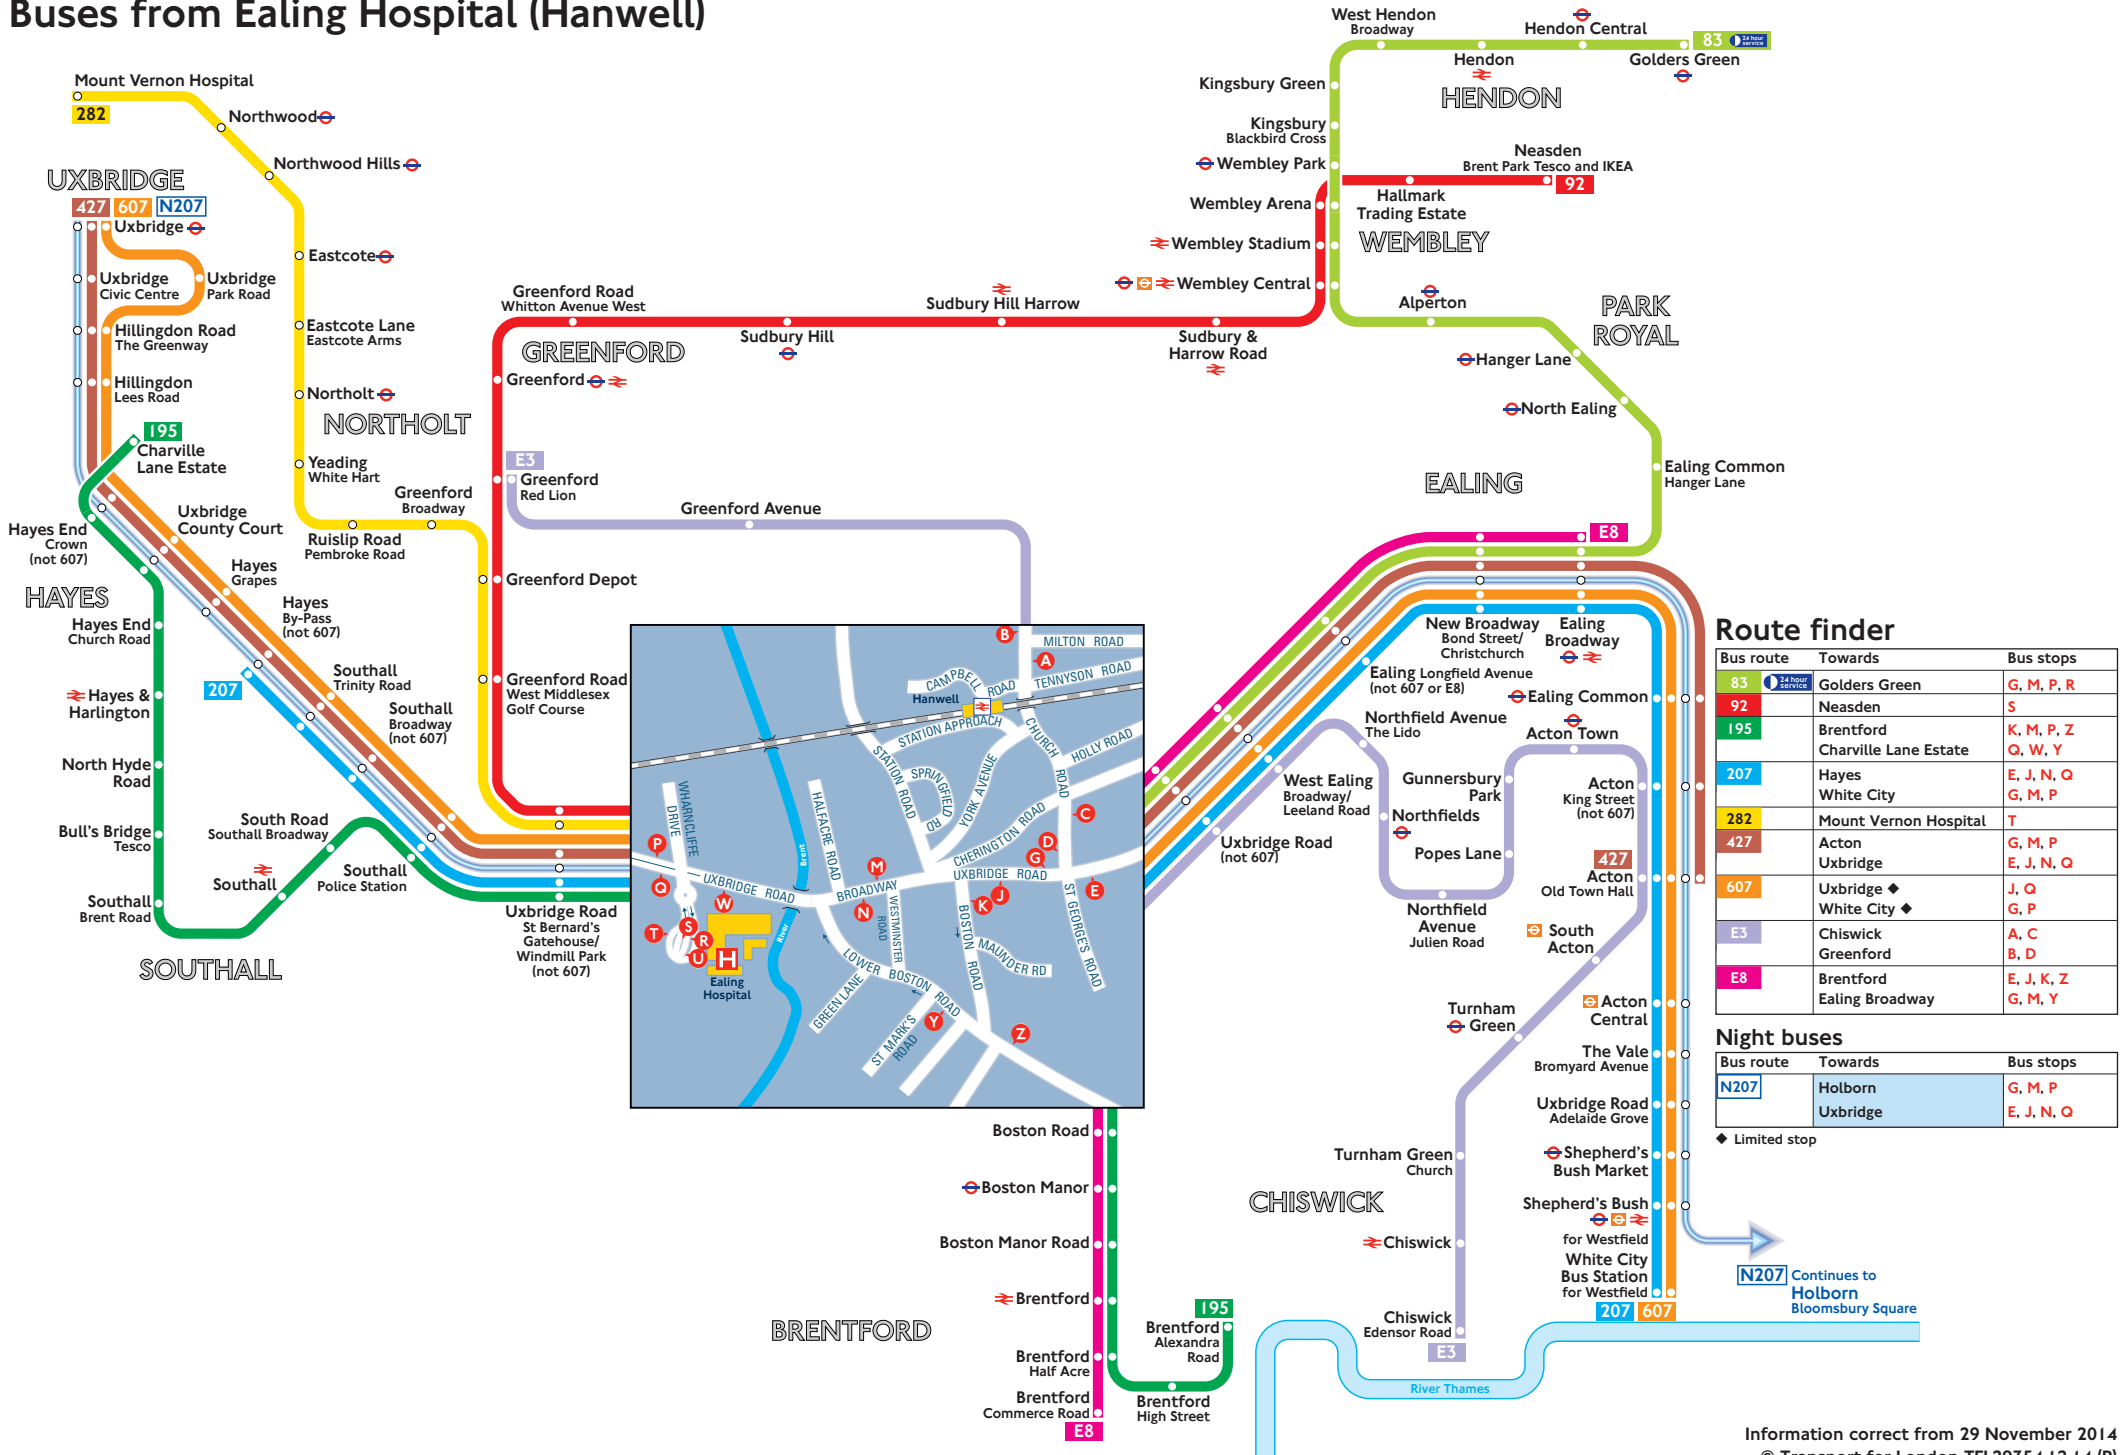 Buses from Ealing Hospital (Hanwell)
Mount Vernon Hospital
282
Northwood
Northwood Hills
UXBRIDGE
427 607 N207
Uxbridge
Uxbridge
Civic Centre
Uxbridge
Park Road
Hillingdon Road
The Greenway
Hillingdon
Lees Road
195
Charville
Lane Estate
Eastcote
Eastcote Lane
Eastcote Arms
Northolt
NORTHOLT
Yeading
White Hart
Greenford
Broadway
Ruislip Road
Pembroke Road
Uxbridge
County Court
Hayes End
Crown
(not 607)
Hayes
Grapes
HAYES
Hayes
By-Pass
(not 607)
Hayes End
Church Road
Southall
Trinity Road
207
Hayes &
Harlington
Southall
Broadway
(not 607)
North Hyde
Road
South Road
Southall Broadway
Bull's Bridge
Tesco
Southall
Southall
Police Station
Southall
Brent Road
SOUTHALL
Greenford Road
Whitton Avenue West
GREENFORD
Greenford
E3
Greenford
Red Lion
Greenford Avenue
Greenford Depot
Greenford Road
West Middlesex
Golf Course
Uxbridge Road
St Bernard's
Gatehouse/
Windmill Park
(not 607)
Sudbury Hill
Sudbury Hill Harrow
Sudbury &
Harrow Road
West Hendon
Broadway
Hendon Central
83 24 hour service
Hendon
Golders Green
HENDON
Kingsbury Green
Kingsbury
Blackbird Cross
Wembley Park
Neasden
Brent Park Tesco and IKEA
92
Hallmark
Trading Estate
Wembley Arena
WEMBLEY
Wembley Stadium
Wembley Central
Alperton
PARK
ROYAL
Hanger Lane
North Ealing
Ealing Common
Hanger Lane
EALING
E8
New Broadway
Bond Street/
Christchurch
Ealing
Broadway
Ealing Longfield Avenue
(not 607 or E8)
Ealing Common
Northfield Avenue
The Lido
Acton Town
West Ealing
Broadway/
Leeland Road
Gunnersbury
Park
Acton
King Street
(not 607)
Northfields
Uxbridge Road
(not 607)
Popes Lane
427
Acton
Old Town Hall
Northfield
Avenue
Julien Road
South
Acton
Turnham
Green
Acton
Central
The Vale
Bromyard Avenue
Uxbridge Road
Adelaide Grove
Turnham Green
Church
Shepherd's
Bush Market
CHISWICK
Shepherd's Bush
for Westfield
Chiswick
White City
Bus Station
for Westfield
207 607
N207 Continues to
Holborn
Bloomsbury Square
Chiswick
Edensor Road
E3
River Thames
B
MILTON ROAD
A
CAMPBELL ROAD
TENNYSON ROAD
Hanwell
STATION APPROACH
CHURCH ROAD
HOLLY ROAD
STATION ROAD
SPRINGFIELD RD
YORK AVENUE
WHARNCLIFFE DRIVE
HALFACRE ROAD
CHERINGTON ROAD
C
D
G
P
Brent
M
UXBRIDGE ROAD
Q
UXBRIDGE ROAD
BROADWAY
E
J
K
W
N
WESTMINSTER ROAD
BOSTON ROAD
ST GEORGE'S ROAD
S
T
R
U
H
River
MAUNDER RD
LOWER BOSTON ROAD
Ealing
Hospital
GREEN LANE
ST MARK'S ROAD
Y
Z
Boston Road
Boston Manor
Boston Manor Road
Brentford
BRENTFORD
195
Brentford
Alexandra
Road
Brentford
Half Acre
Brentford
Commerce Road
E8
Brentford
High Street
Route finder
Bus route Towards Bus stops
83 24 hour service Golders Green G, M, P, R
92 Neasden S
195 Brentford K, M, P, Z
Charville Lane Estate Q, W, Y
207 Hayes E, J, N, Q
White City G, M, P
282 Mount Vernon Hospital T
427 Acton G, M, P
Uxbridge E, J, N, Q
607 Uxbridge ◆ J, Q
White City ◆ G, P
E3 Chiswick A, C
Greenford B, D
E8 Brentford E, J, K, Z
Ealing Broadway G, M, Y
Night buses
Bus route Towards Bus stops
N207 Holborn G, M, P
Uxbridge E, J, N, Q
◆ Limited stop
Information correct from 29 November 2014